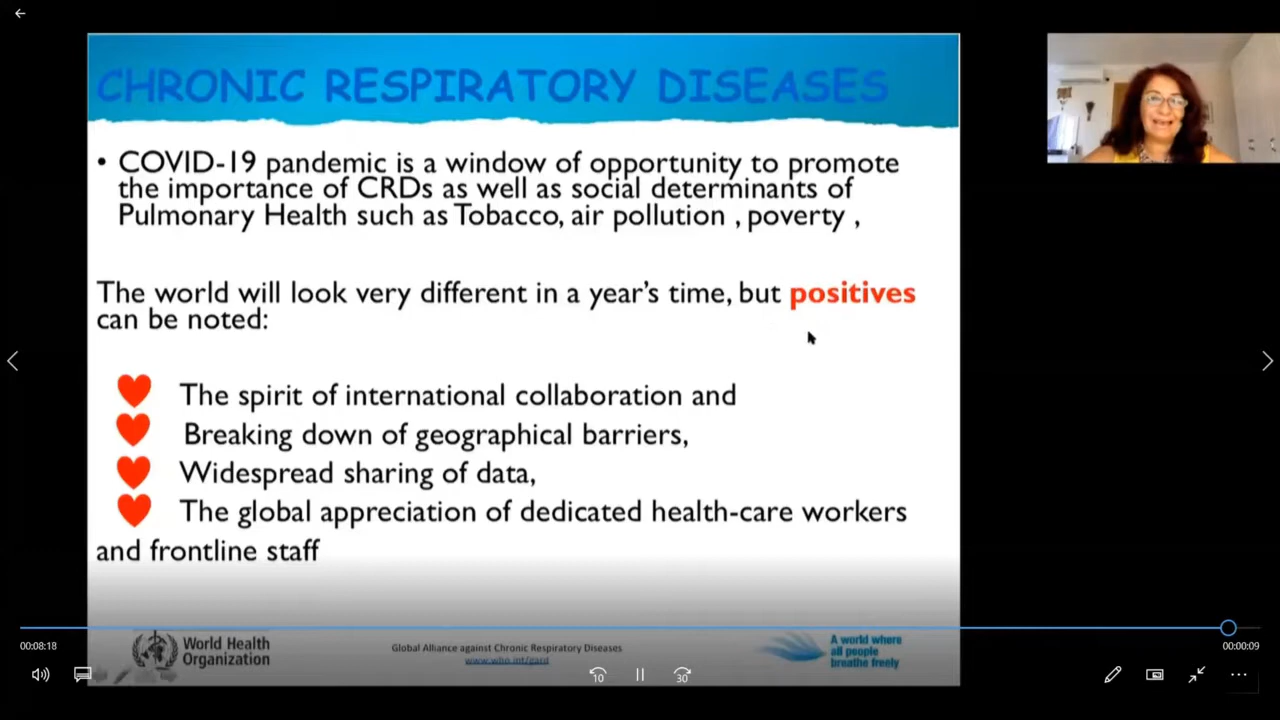 CHRONIC RESPIRATORY DISEASES
• COVID-19 pandemic is a window of opportunity to promote
the importance of CRDs as well as social determinants of
Pulmonary Health such as Tobacco, air pollution , poverty ,
The world will look very different in a year's time, but positives
can be noted:
The spirit of international collaboration and
Breaking down of geographical barriers,
Widespread sharing of data,
The global appreciation of dedicated health-care workers
and frontline staff
00:08:18
00:00:09
World Health
Organization
Global Alliance against Chronic Respiratory Diseases
www.who.int/gard
A world where
all people
breathe freely
10
30